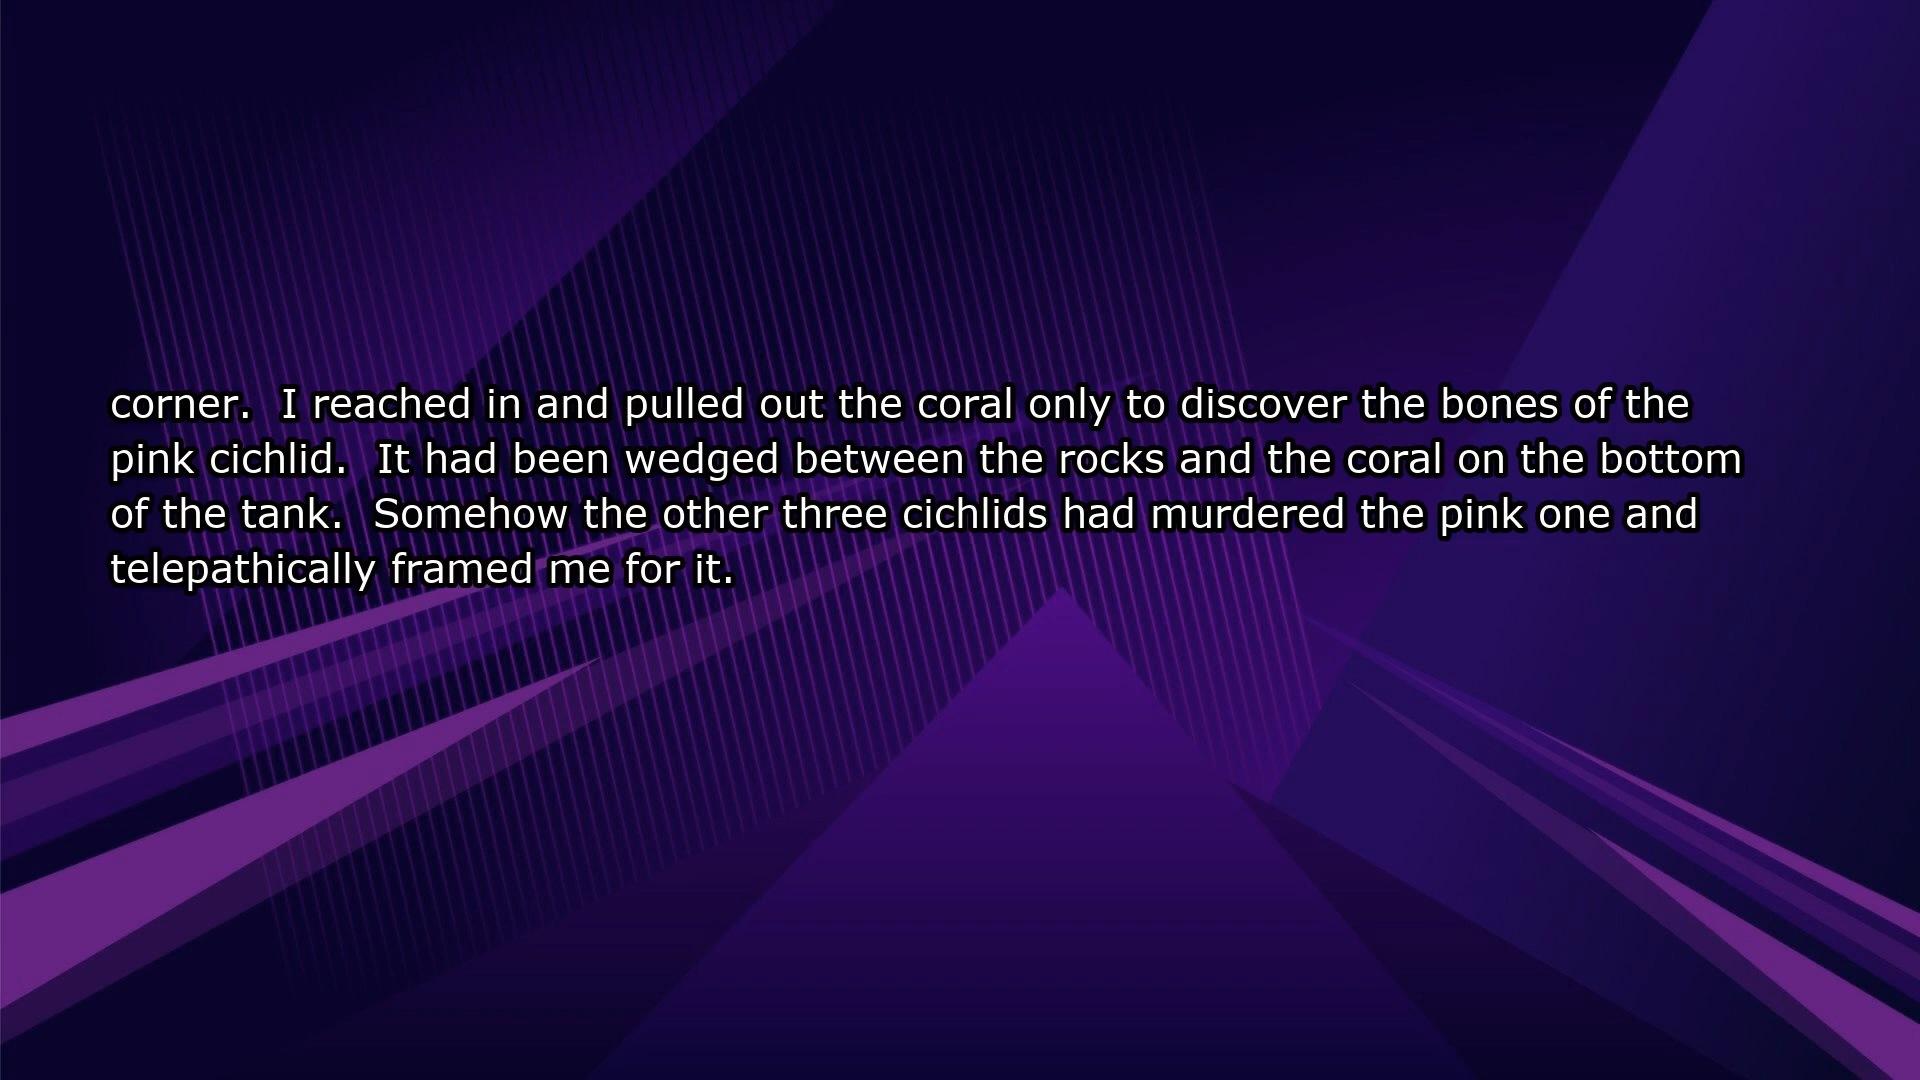 corner.  I reached in and pulled out the coral only to discover the bones of the
pink cichlid.  It had been wedged between the rocks and the coral on the bottom
of the tank.  Somehow the other three cichlids had murdered the pink one and
telepathically framed me for it.